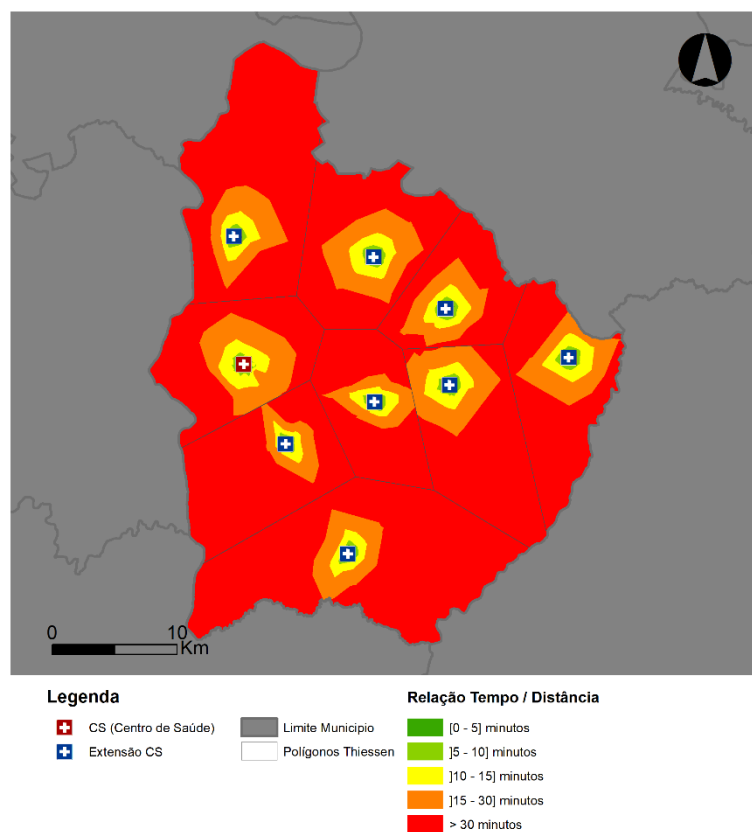 0 10
Km
Legenda
CS (Centro de Saúde)
Extensão CS
Limite Municipio
Polígonos Thiessen
Relação Tempo / Distância
[0 - 5] minutos
]5 - 10] minutos
]10 - 15] minutos
]15 - 30] minutos
> 30 minutos